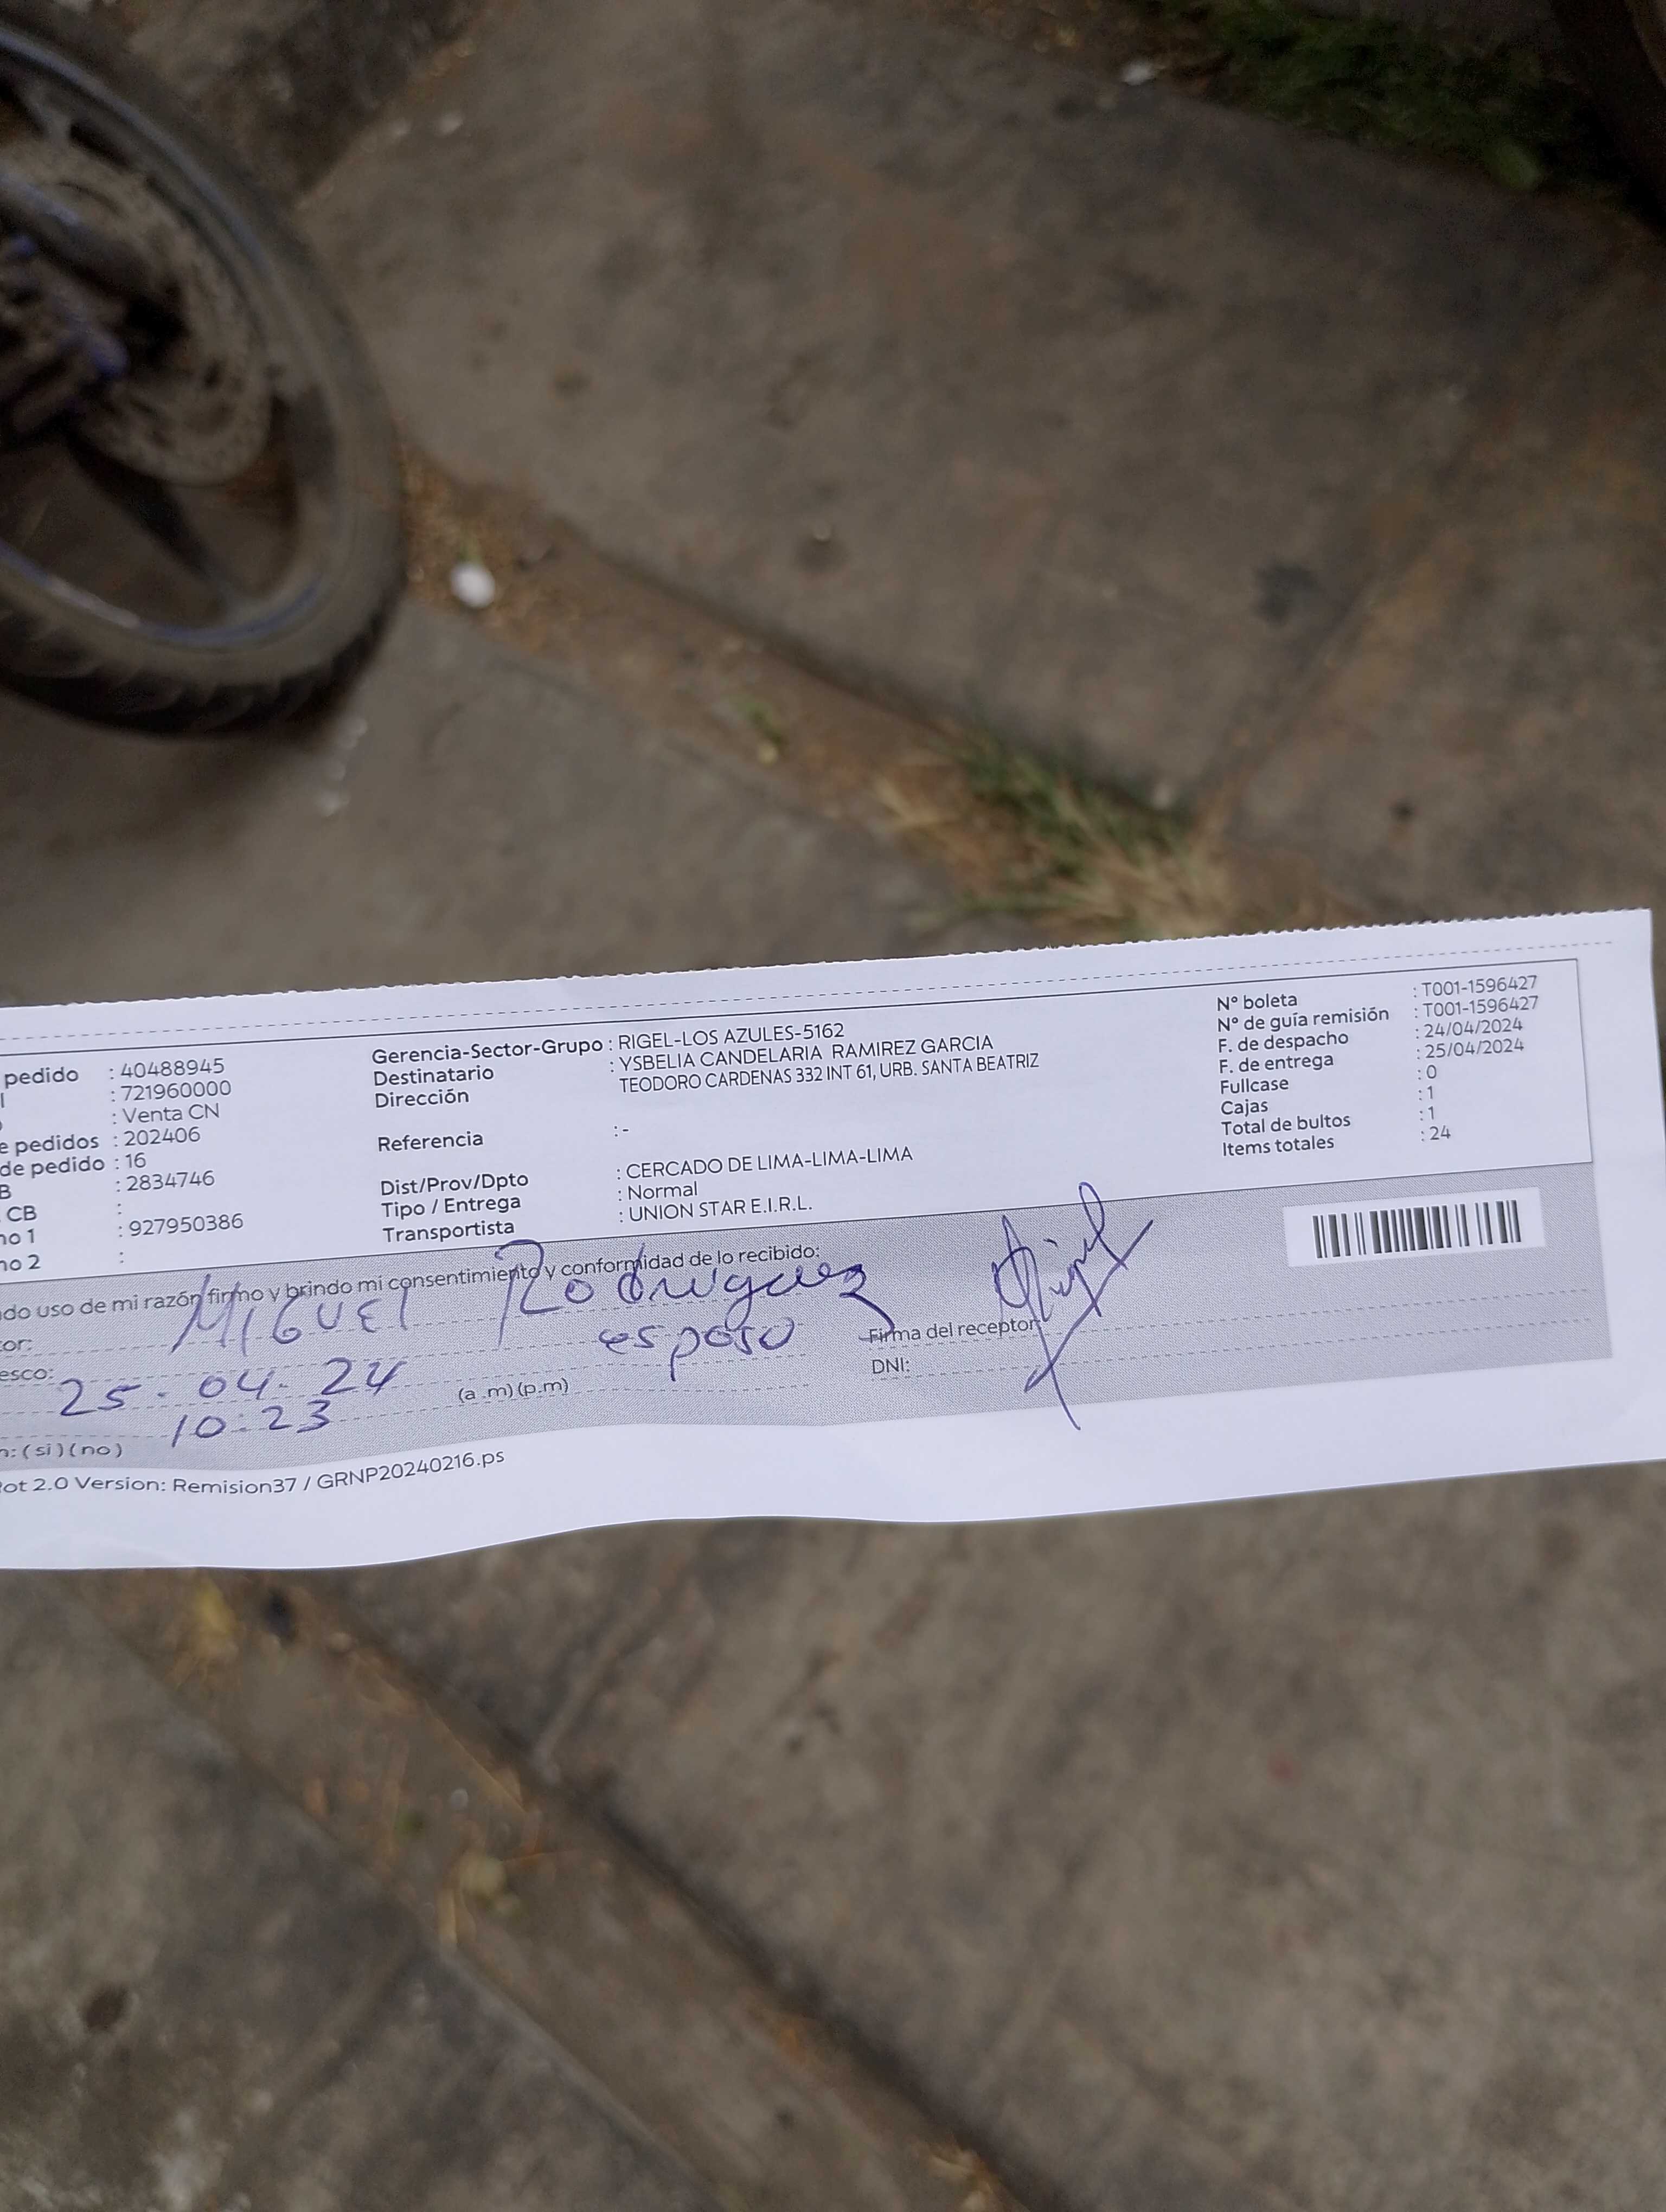 pedido : 40488945
l : 721960000
: Venta CN
e pedidos : 202406
de pedido : 16
B : 2834746
CB :
no 1 : 927950386
no 2 :
Gerencia-Sector-Grupo : RIGEL-LOS AZULES-5162
Destinatario : YSBELIA CANDELARIA RAMIREZ GARCIA
Dirección TEODORO CARDENAS 332 INT 61, URB. SANTA BEATRIZ
Referencia : -
Dist/Prov/Dpto : CERCADO DE LIMA-LIMA-LIMA
Tipo / Entrega : Normal
Transportista : UNION STAR E.I.R.L.
N° boleta : T001-1596427
N° de guía remisión : T001-1596427
F. de despacho : 24/04/2024
F. de entrega : 25/04/2024
Fullcase : 0
Cajas : 1
Total de bultos : 1
Items totales : 24
do uso de mi razón firmo y brindo mi consentimiento y conformidad de lo recibido:
or: MIGUEL Rodriguez
esco: esposo
25-04-24
10:23 (a .m) (p.m)
Firma del receptor
DNI:
n: ( si ) ( no )
ot 2.0 Version: Remision37 / GRNP20240216.ps